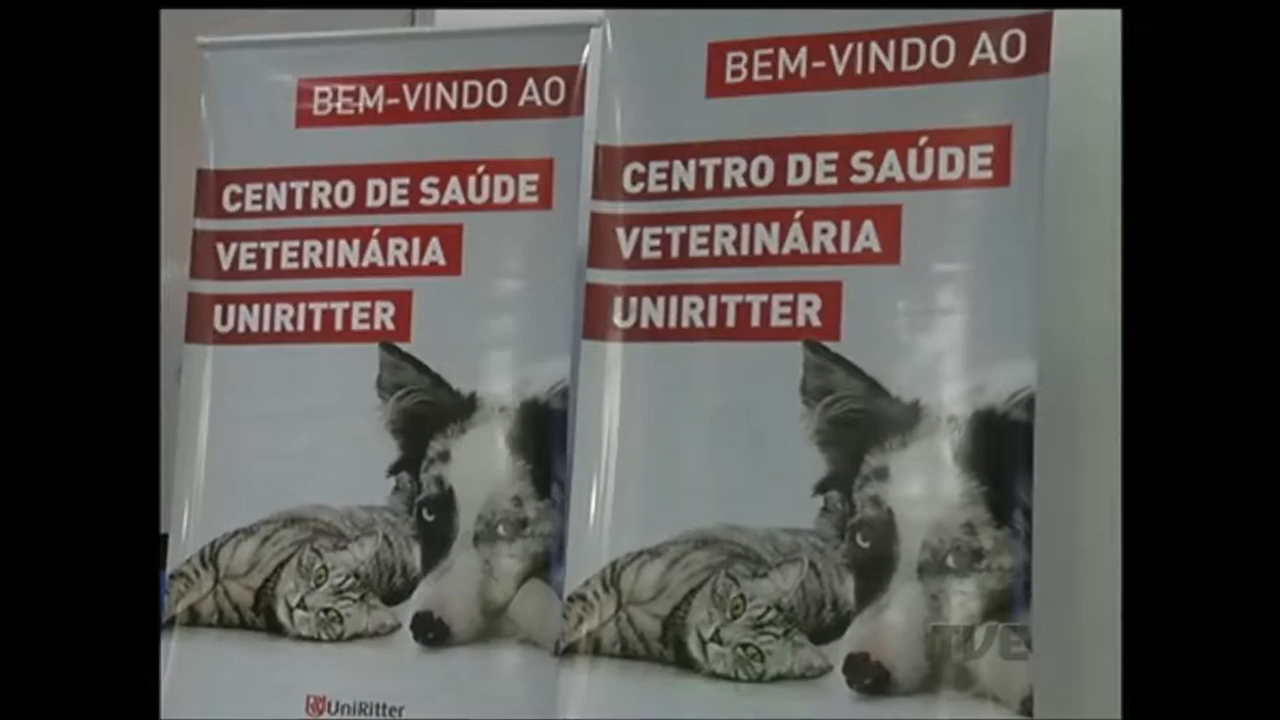 BEM-VINDO AO
CENTRO DE SAÚDE
VETERINÁRIA
UNIRITTER
UniRitter
BEM-VINDO AO
CENTRO DE SAÚDE
VETERINÁRIA
UNIRITTER
TVE